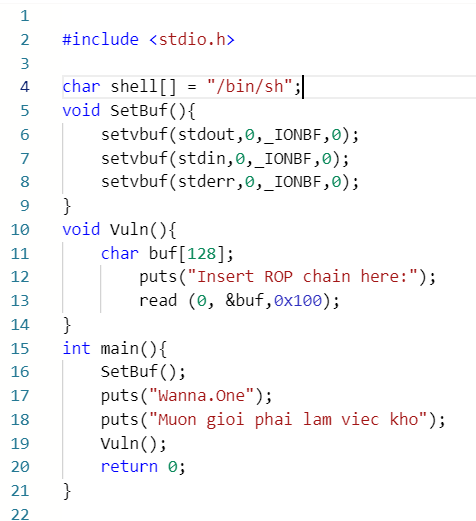 1
2 #include <stdio.h>
3
4 char shell[] = "/bin/sh";
5 void SetBuf(){
6     setvbuf(stdout,0,_IONBF,0);
7     setvbuf(stdin,0,_IONBF,0);
8     setvbuf(stderr,0,_IONBF,0);
9 }
10 void Vuln(){
11     char buf[128];
12         puts("Insert ROP chain here:");
13         read (0, &buf,0x100);
14 }
15 int main(){
16     SetBuf();
17     puts("Wanna.One");
18     puts("Muon gioi phai lam viec kho");
19     Vuln();
20     return 0;
21 }
22